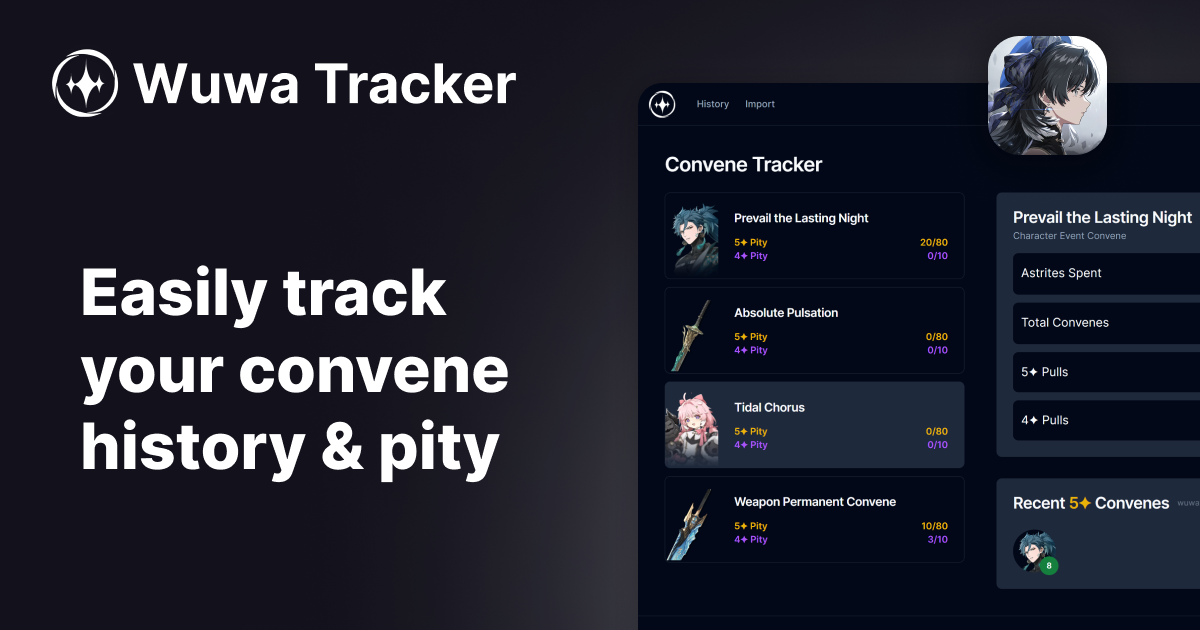 Wuwa Tracker
Easily track
your convene
history & pity
History
Import
Convene Tracker
Prevail the Lasting Night
5✦ Pity 20/80
4✦ Pity 0/10
Absolute Pulsation
5✦ Pity 0/80
4✦ Pity 0/10
Tidal Chorus
5✦ Pity 0/80
4✦ Pity 0/10
Weapon Permanent Convene
5✦ Pity 10/80
4✦ Pity 3/10
Prevail the Lasting Night
Character Event Convene
Astrites Spent
Total Convenes
5✦ Pulls
4✦ Pulls
Recent 5✦ Convenes wuwa
8